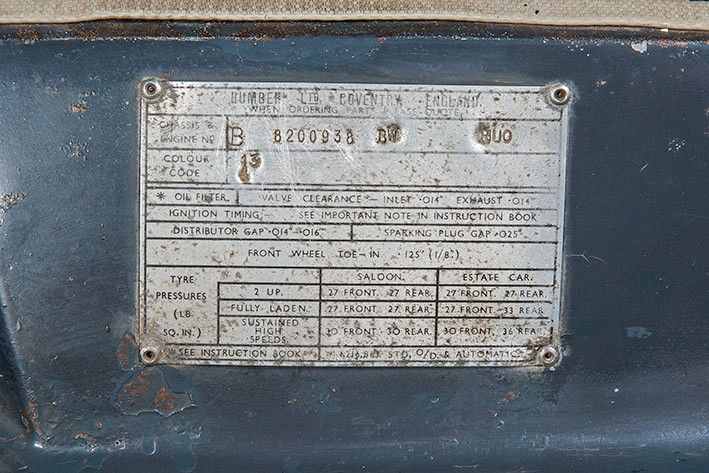 HUMBER LTD. COVENTRY, ENGLAND.
WHEN ORDERING PARTS PLEASE QUOTE:
CHASSIS & ENGINE NO B 8200938 BW HUO
COLOUR CODE 13
* OIL FILTER. VALVE CLEARANCE - INLET ·014" EXHAUST ·014"
IGNITION TIMING. - SEE IMPORTANT NOTE IN INSTRUCTION BOOK
DISTRIBUTOR GAP ·014"-·016" SPARKING PLUG GAP ·025"
FRONT WHEEL TOE-IN ·125" (1/8")
TYRE PRESSURES (LB SQ. IN.) SALOON. ESTATE CAR.
2 UP. 27 FRONT. 27 REAR. 27 FRONT. 27 REAR.
FULLY LADEN. 27 FRONT. 27 REAR. 27 FRONT. 33 REAR
SUSTAINED HIGH SPEEDS. 30 FRONT. 30 REAR. 30 FRONT. 36 REAR.
* SEE INSTRUCTION BOOK STD, O/D. & AUTOMATIC.